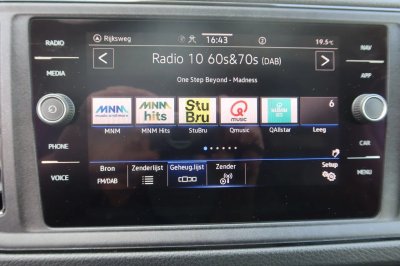 RADIO
MEDIA
PHONE
VOICE
NAV
APP
CAR
MENU
Rijksweg
16:43
2
19.5°C
Radio 10 60s&70s (DAB)
One Step Beyond - Madness
MNM
MNM hits
Stu Bru
Q music
6
MNM
MNM Hits
StuBru
Qmusic
QAllstar
Leeg
Bron
Zenderlijst
Geheug.lijst
Zender
Setup
FM/DAB